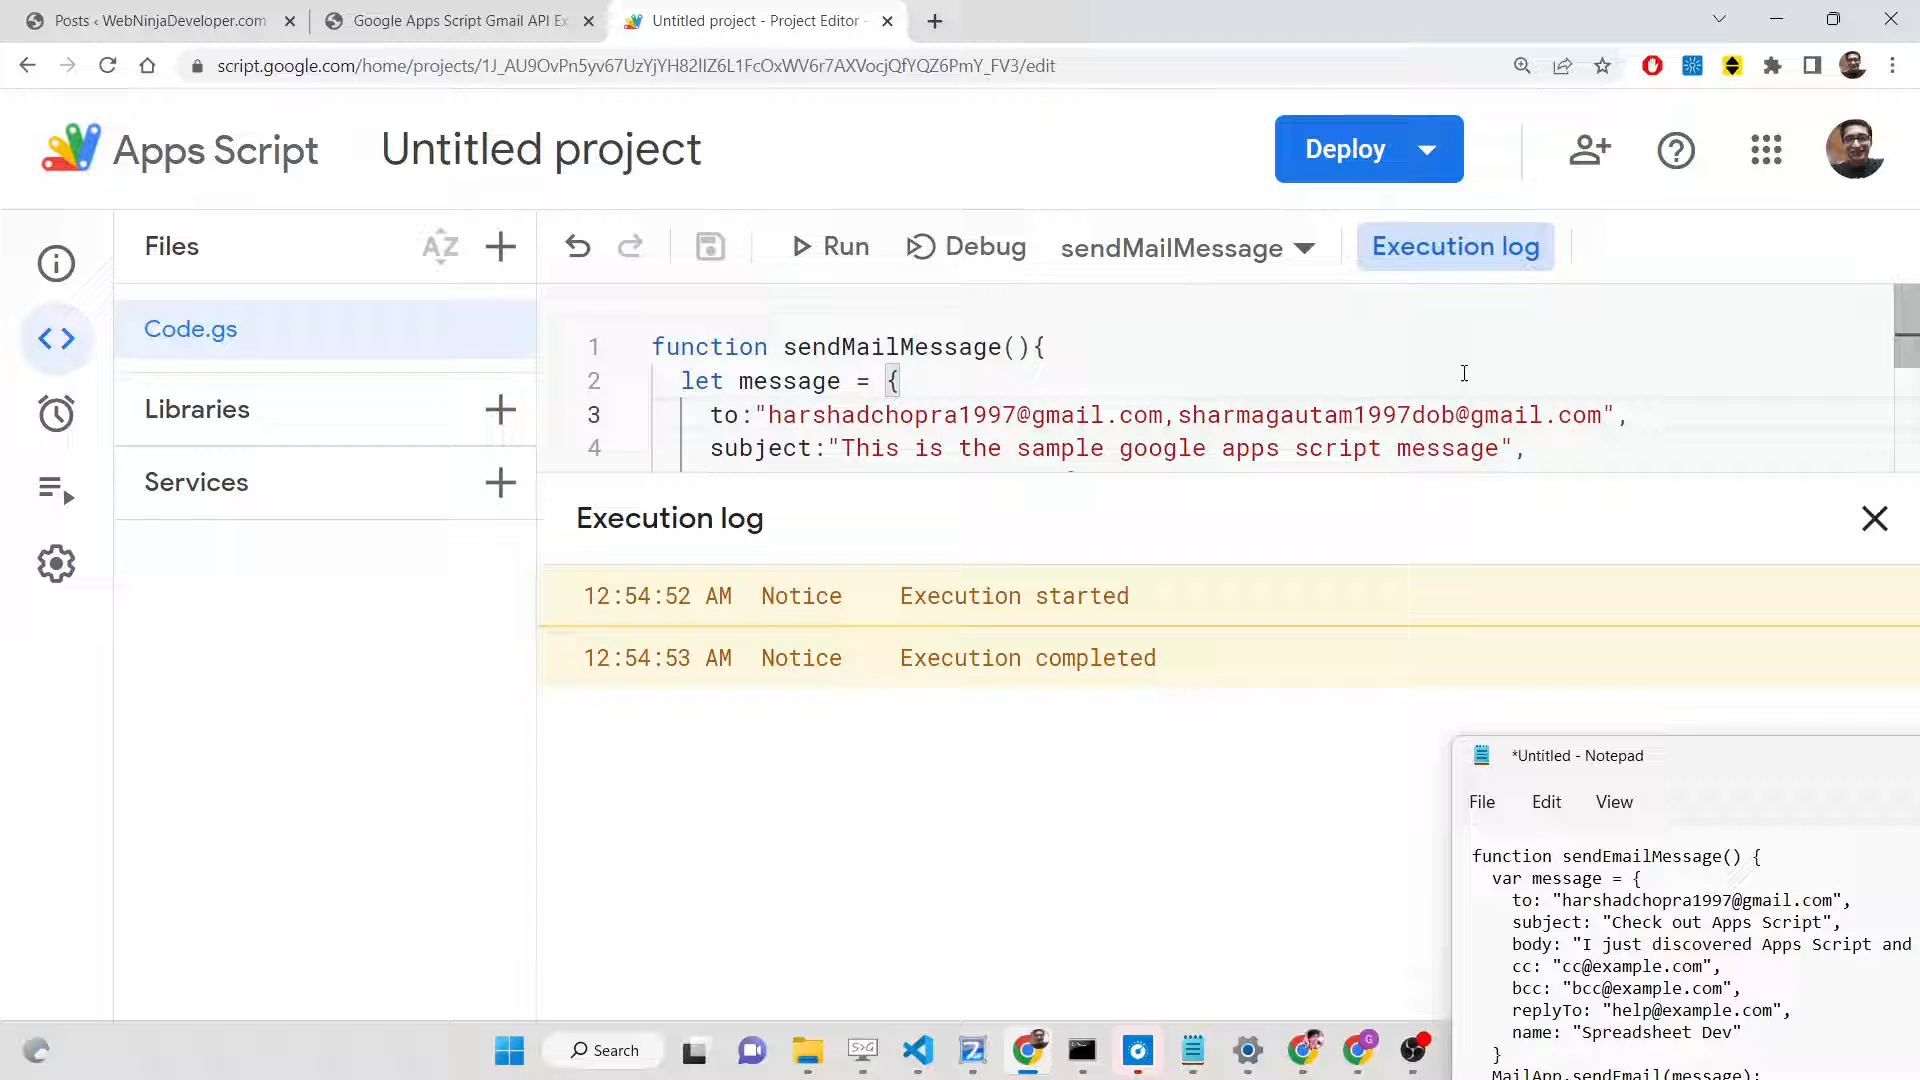 Posts ‹ WebNinjaDeveloper.com
Google Apps Script Gmail API Ex
Untitled project - Project Editor -
script.google.com/home/projects/1J_AU9OvPn5yv67UzYjYH82lIZ6L1FcOxWV6r7AXVocjQfYQZ6PmY_FV3/edit
Apps Script
Untitled project
Deploy
Files
AZ
Run
Debug
sendMailMessage
Execution log
Code.gs
Libraries
Services
1 function sendMailMessage(){
2 let message = {
3 to:"harshadchopra1997@gmail.com,sharmagautam1997dob@gmail.com",
4 subject:"This is the sample google apps script message",
Execution log
12:54:52 AM Notice Execution started
12:54:53 AM Notice Execution completed
*Untitled - Notepad
File Edit View
function sendEmailMessage() {
var message = {
to: "harshadchopra1997@gmail.com",
subject: "Check out Apps Script",
body: "I just discovered Apps Script and
cc: "cc@example.com",
bcc: "bcc@example.com",
replyTo: "help@example.com",
name: "Spreadsheet Dev"
}
MailApp.sendEmail(message);
Search